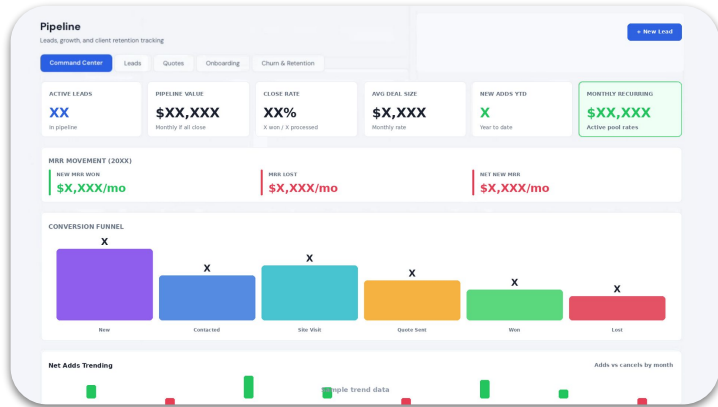 Pipeline
Leads, growth, and client retention tracking
+ New Lead
Command Center Leads Quotes Onboarding Churn & Retention
ACTIVE LEADS
XX
In pipeline
PIPELINE VALUE
$XX,XXX
Monthly if all close
CLOSE RATE
XX%
X won / X processed
AVG DEAL SIZE
$X,XXX
Monthly rate
NEW ADDS YTD
X
Year to date
MONTHLY RECURRING
$XX,XXX
Active pool rates
MRR MOVEMENT (20XX)
NEW MRR WON
$X,XXX/mo
MRR LOST
$X,XXX/mo
NET NEW MRR
$X,XXX/mo
CONVERSION FUNNEL
X
New
X
Contacted
X
Site Visit
X
Quote Sent
X
Won
X
Lost
Net Adds Trending
Adds vs cancels by month
Sample trend data